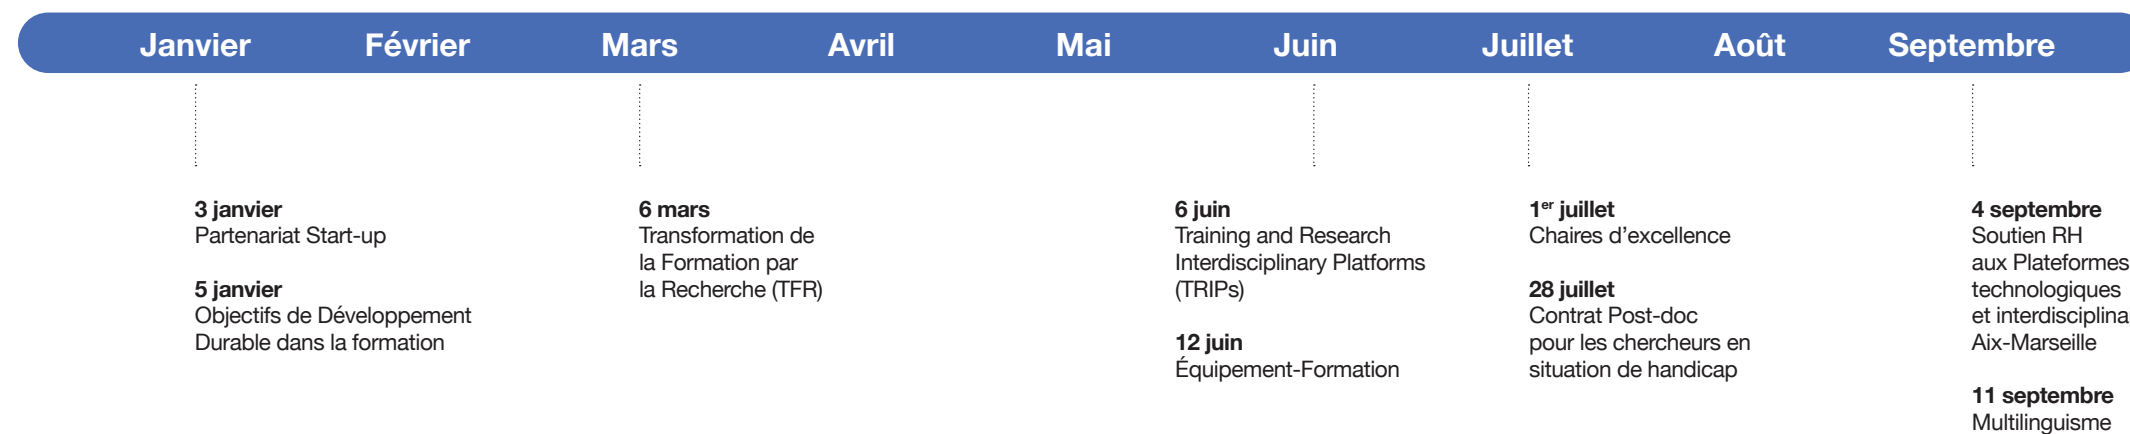 Janvier Février Mars Avril Mai Juin Juillet Août Septembre
3 janvier
Partenariat Start-up
5 janvier
Objectifs de Développement
Durable dans la formation
6 mars
Transformation de
la Formation par
la Recherche (TFR)
6 juin
Training and Research
Interdisciplinary Platforms
(TRIPs)
12 juin
Équipement-Formation
1er juillet
Chaires d’excellence
28 juillet
Contrat Post-doc
pour les chercheurs en
situation de handicap
4 septembre
Soutien RH
aux Plateformes
technologiques
et interdisciplina
Aix-Marseille
11 septembre
Multilinguisme